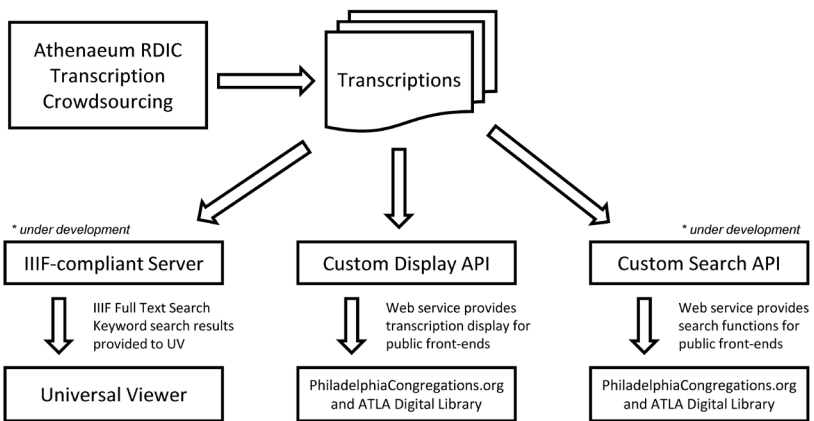 Athenaeum RDIC
Transcription
Crowdsourcing
Transcriptions
* under development
IIIF-compliant Server
IIIF Full Text Search
Keyword search results
provided to UV
Universal Viewer
Custom Display API
Web service provides
transcription display for
public front-ends
PhiladelphiaCongregations.org
and ATLA Digital Library
* under development
Custom Search API
Web service provides
search functions for
public front-ends
PhiladelphiaCongregations.org
and ATLA Digital Library